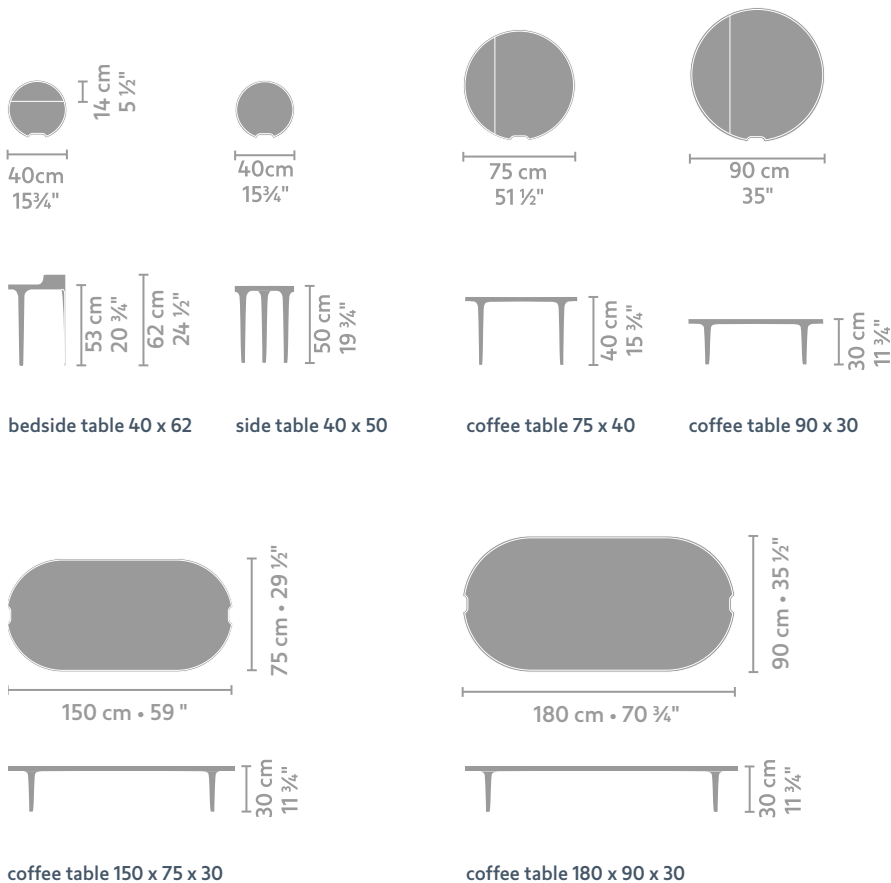 14 cm
5 ½"
40cm
15¾"
40cm
15¾"
75 cm
51 ½"
90 cm
35"
53 cm
20 ¾"
62 cm
24 ½"
50 cm
19 ¾"
40 cm
15 ¾"
30 cm
11 ¾"
bedside table 40 x 62
side table 40 x 50
coffee table 75 x 40
coffee table 90 x 30
75 cm • 29 ½"
150 cm • 59 "
90 cm • 35 ½"
180 cm • 70 ¾"
30 cm
11 ¾"
30 cm
11 ¾"
coffee table 150 x 75 x 30
coffee table 180 x 90 x 30